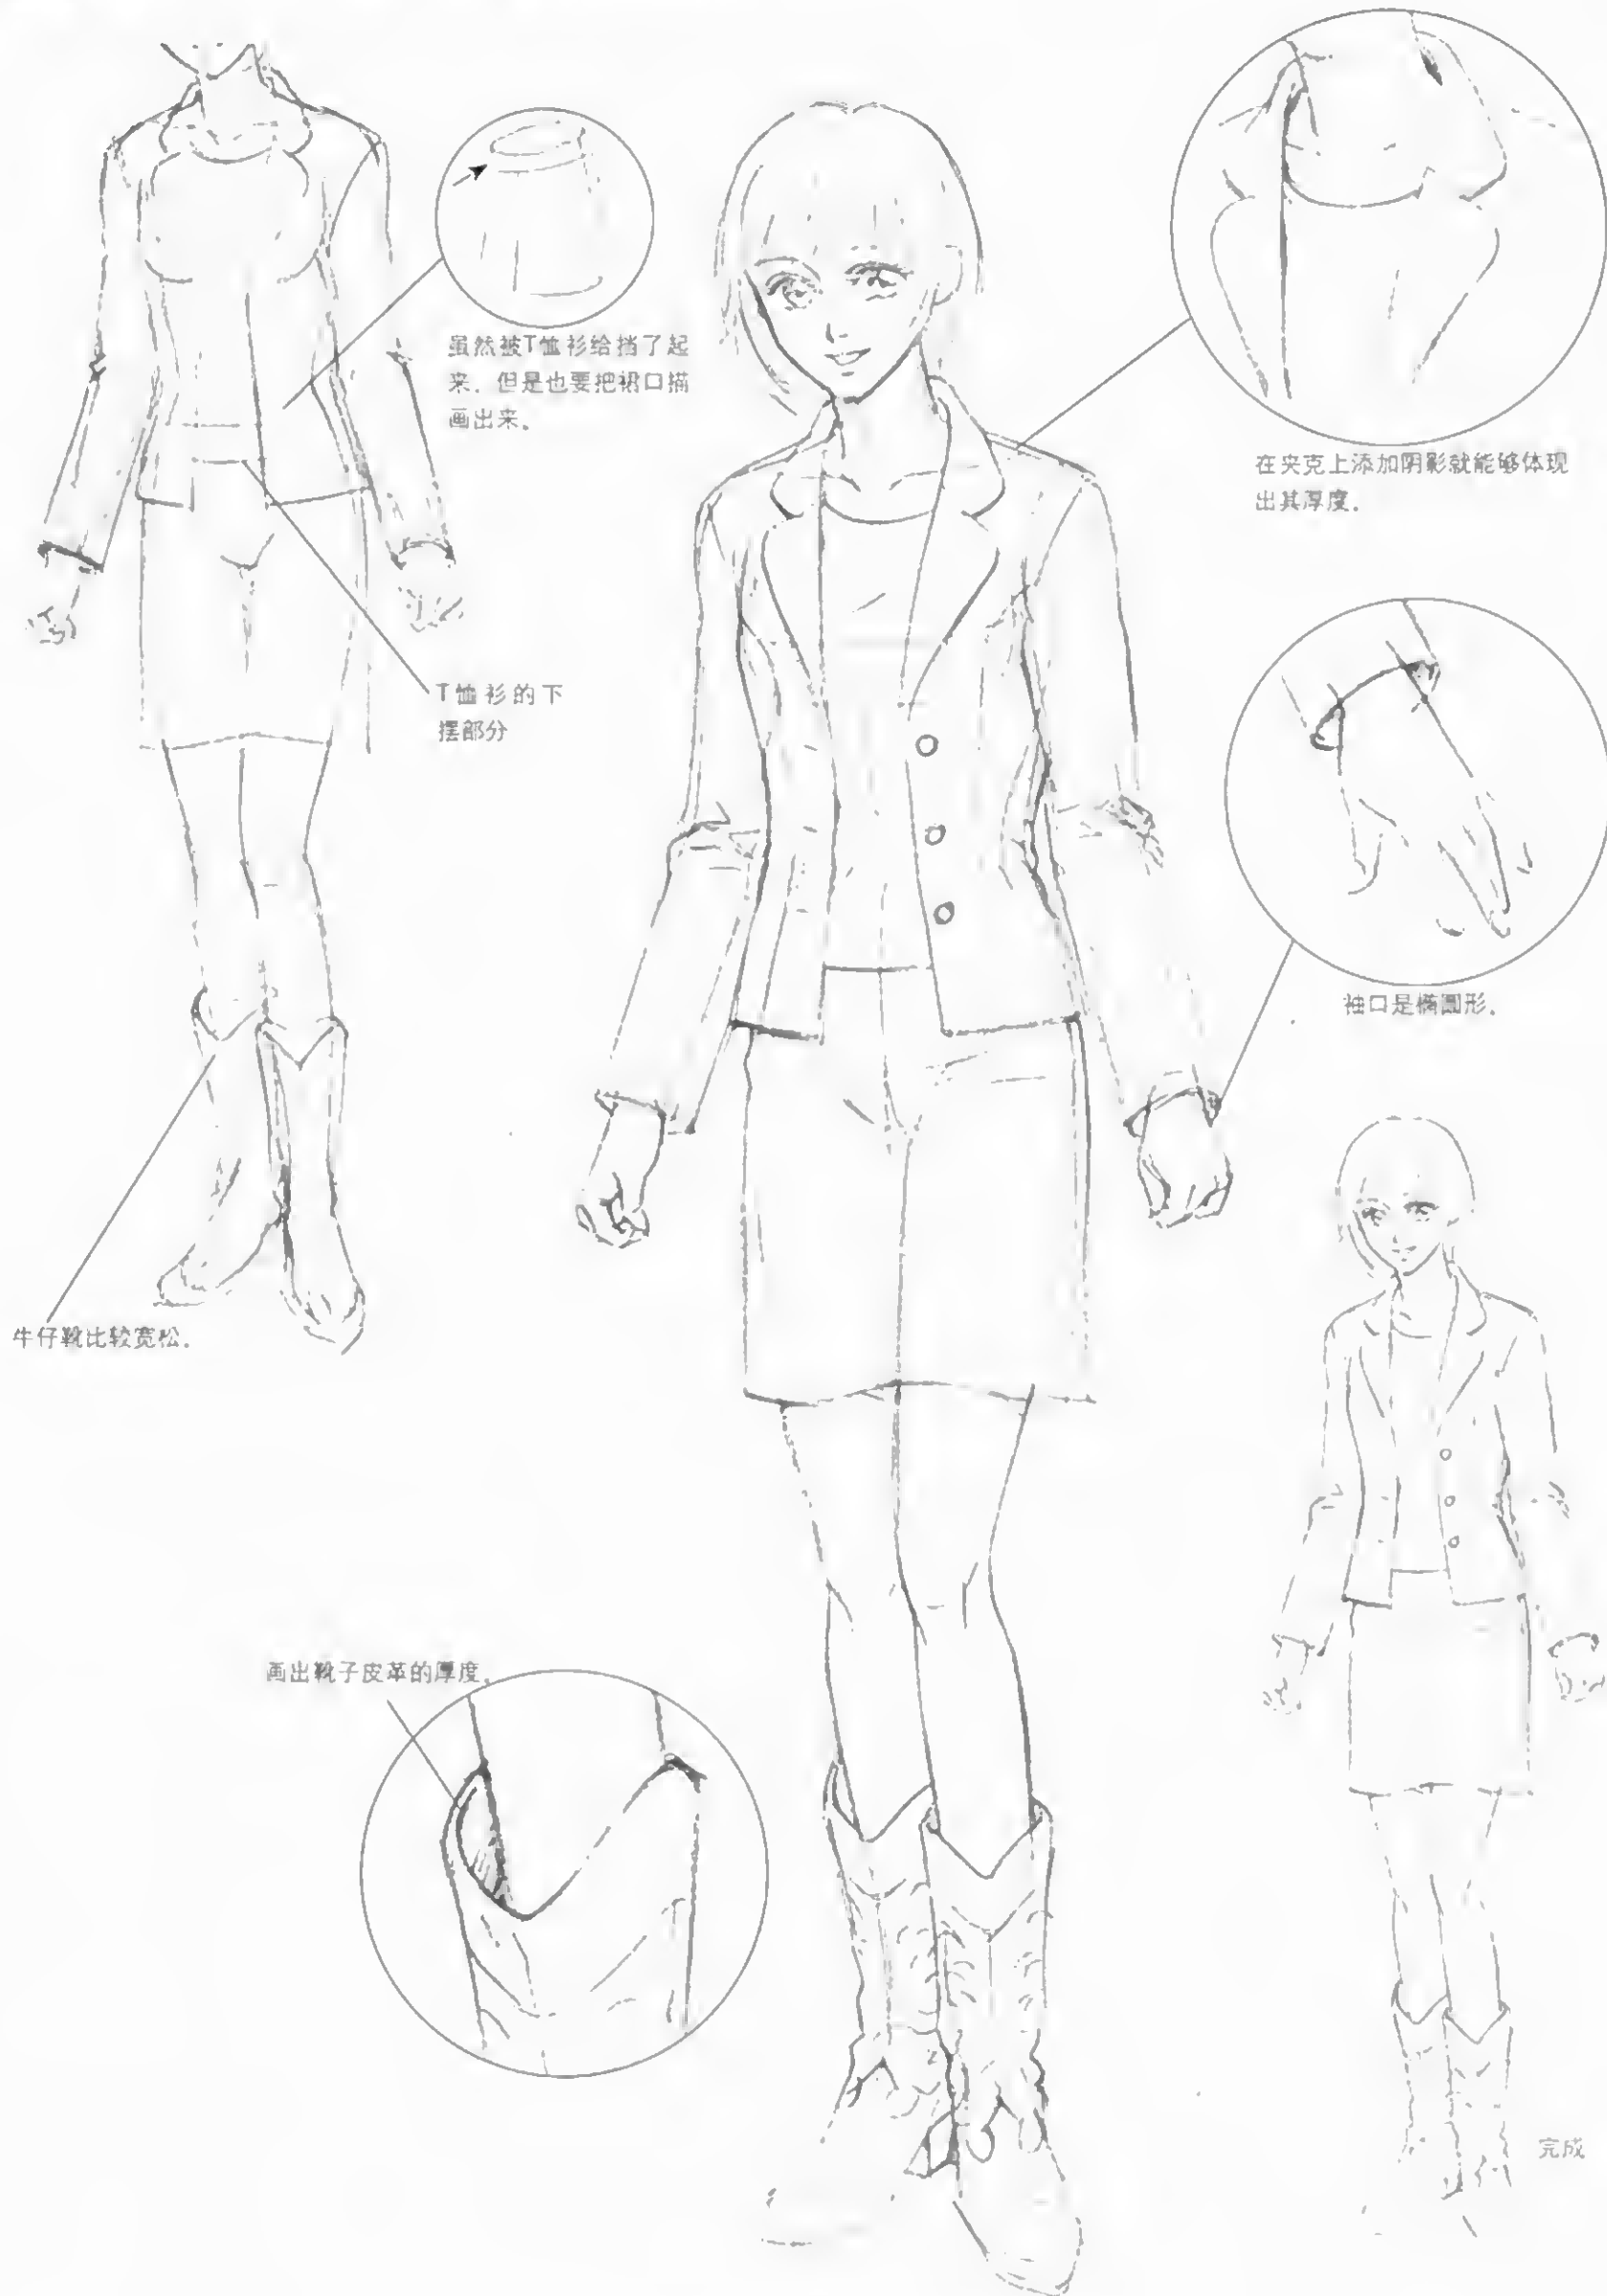 虽然被T恤衫给挡了起
来，但是也要把裙口描
画出来。
在夹克上添加阴影就能够体现
出其厚度。
T恤衫的下
摆部分
袖口是椭圆形。
牛仔靴比较宽松。
画出靴子皮革的厚度。
完成